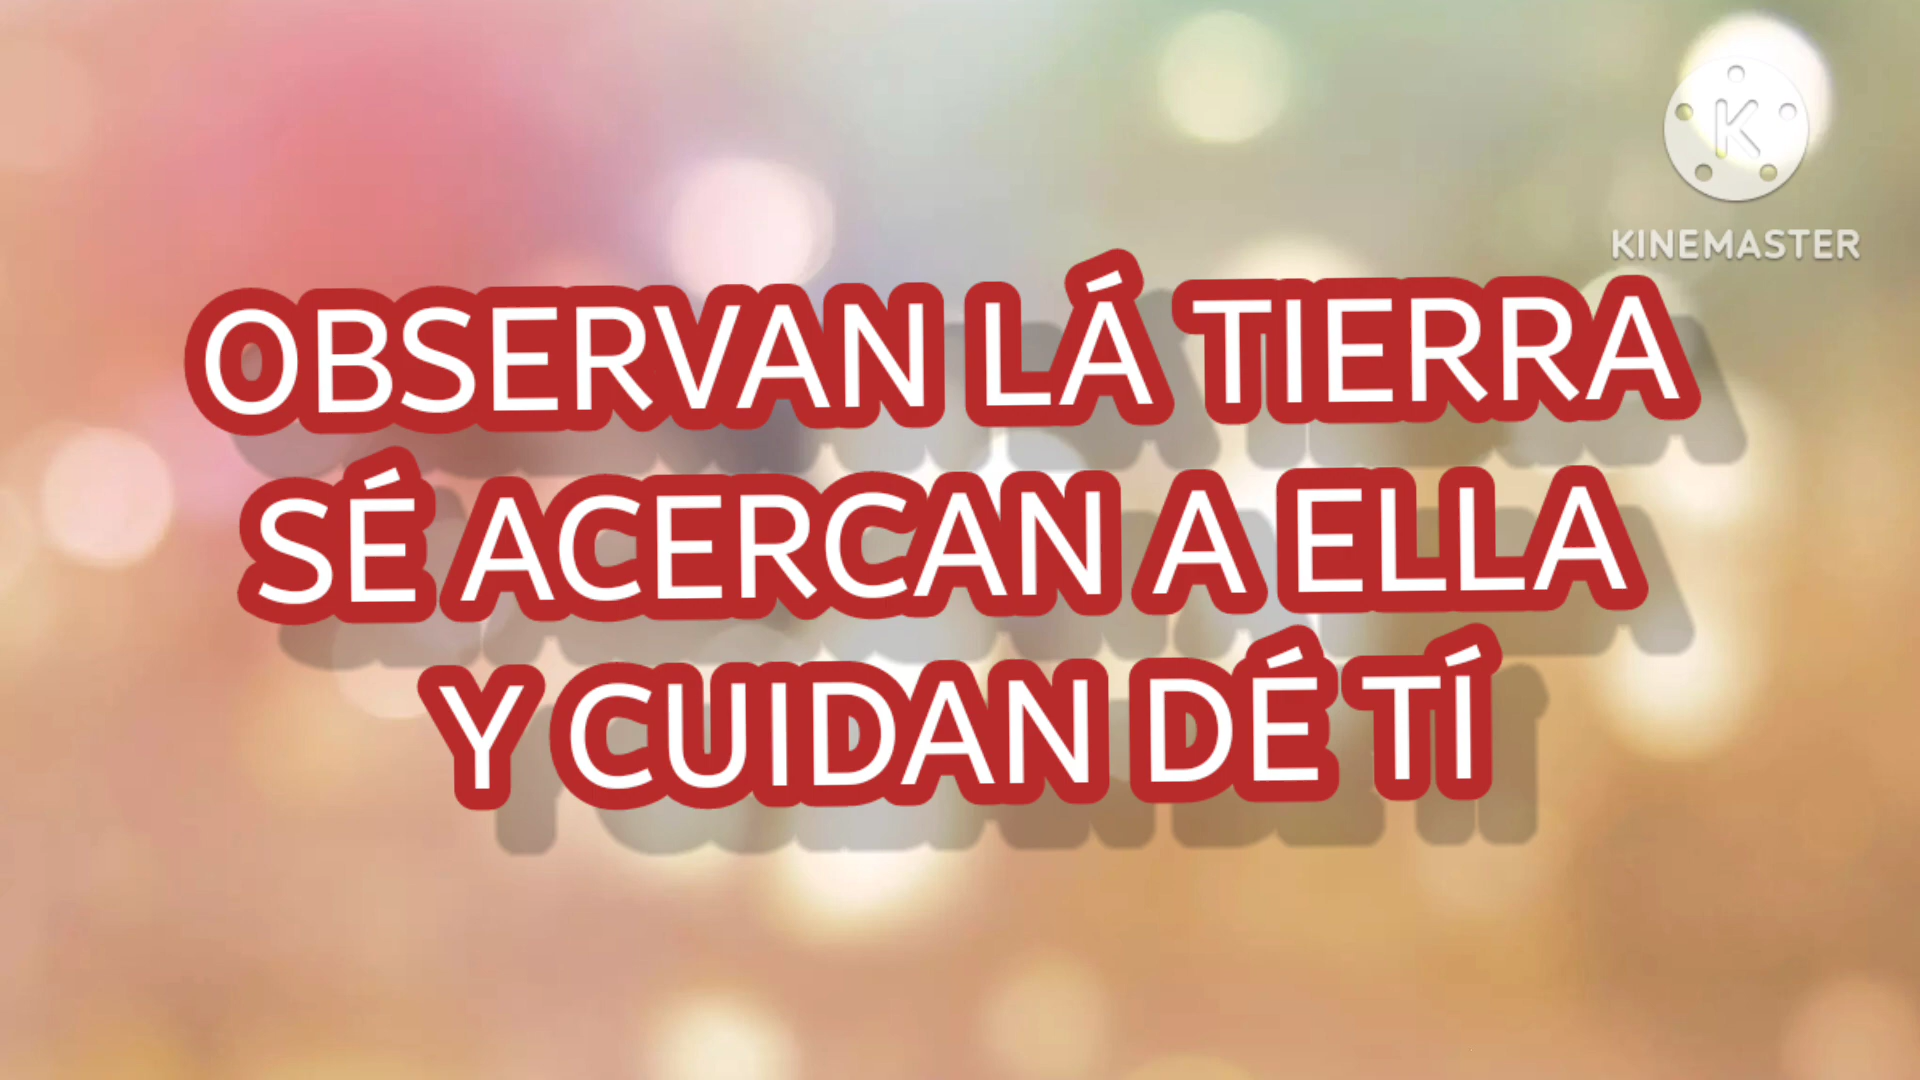 K
KINEMASTER
OBSERVAN LÁ TIERRA
SÉ ACERCAN A ELLA
Y CUIDAN DÉ TÍ